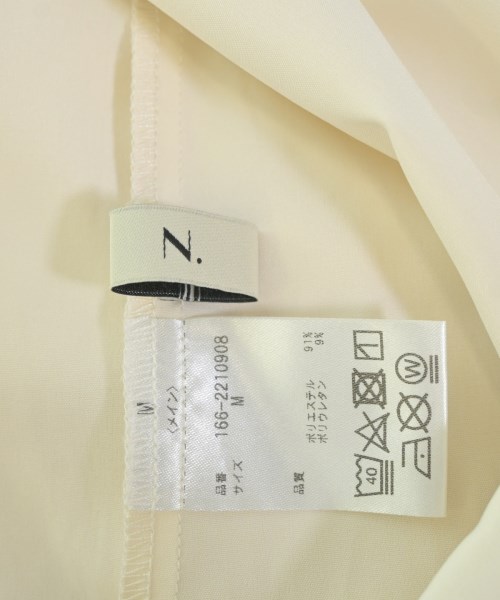 N.
M
〈メイン〉
品番 166-2210908
サイズ M
品質 ポリエステル 91%
ポリウレタン 9%
40
W